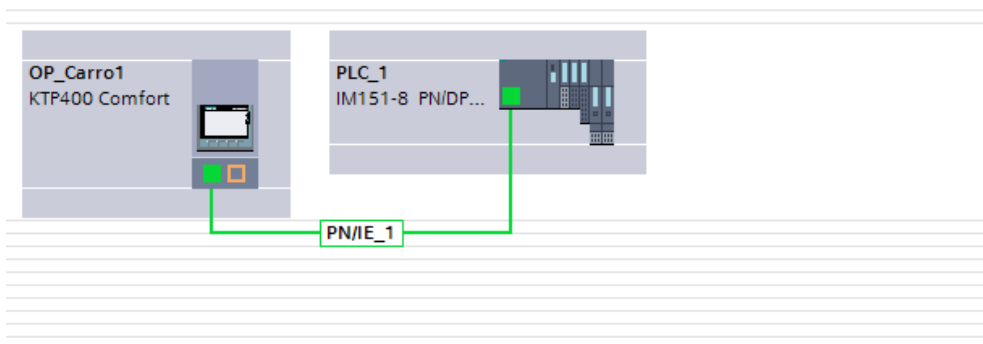 OP_Carro1
KTP400 Comfort
PLC_1
IM151-8 PN/DP...
PN/IE_1